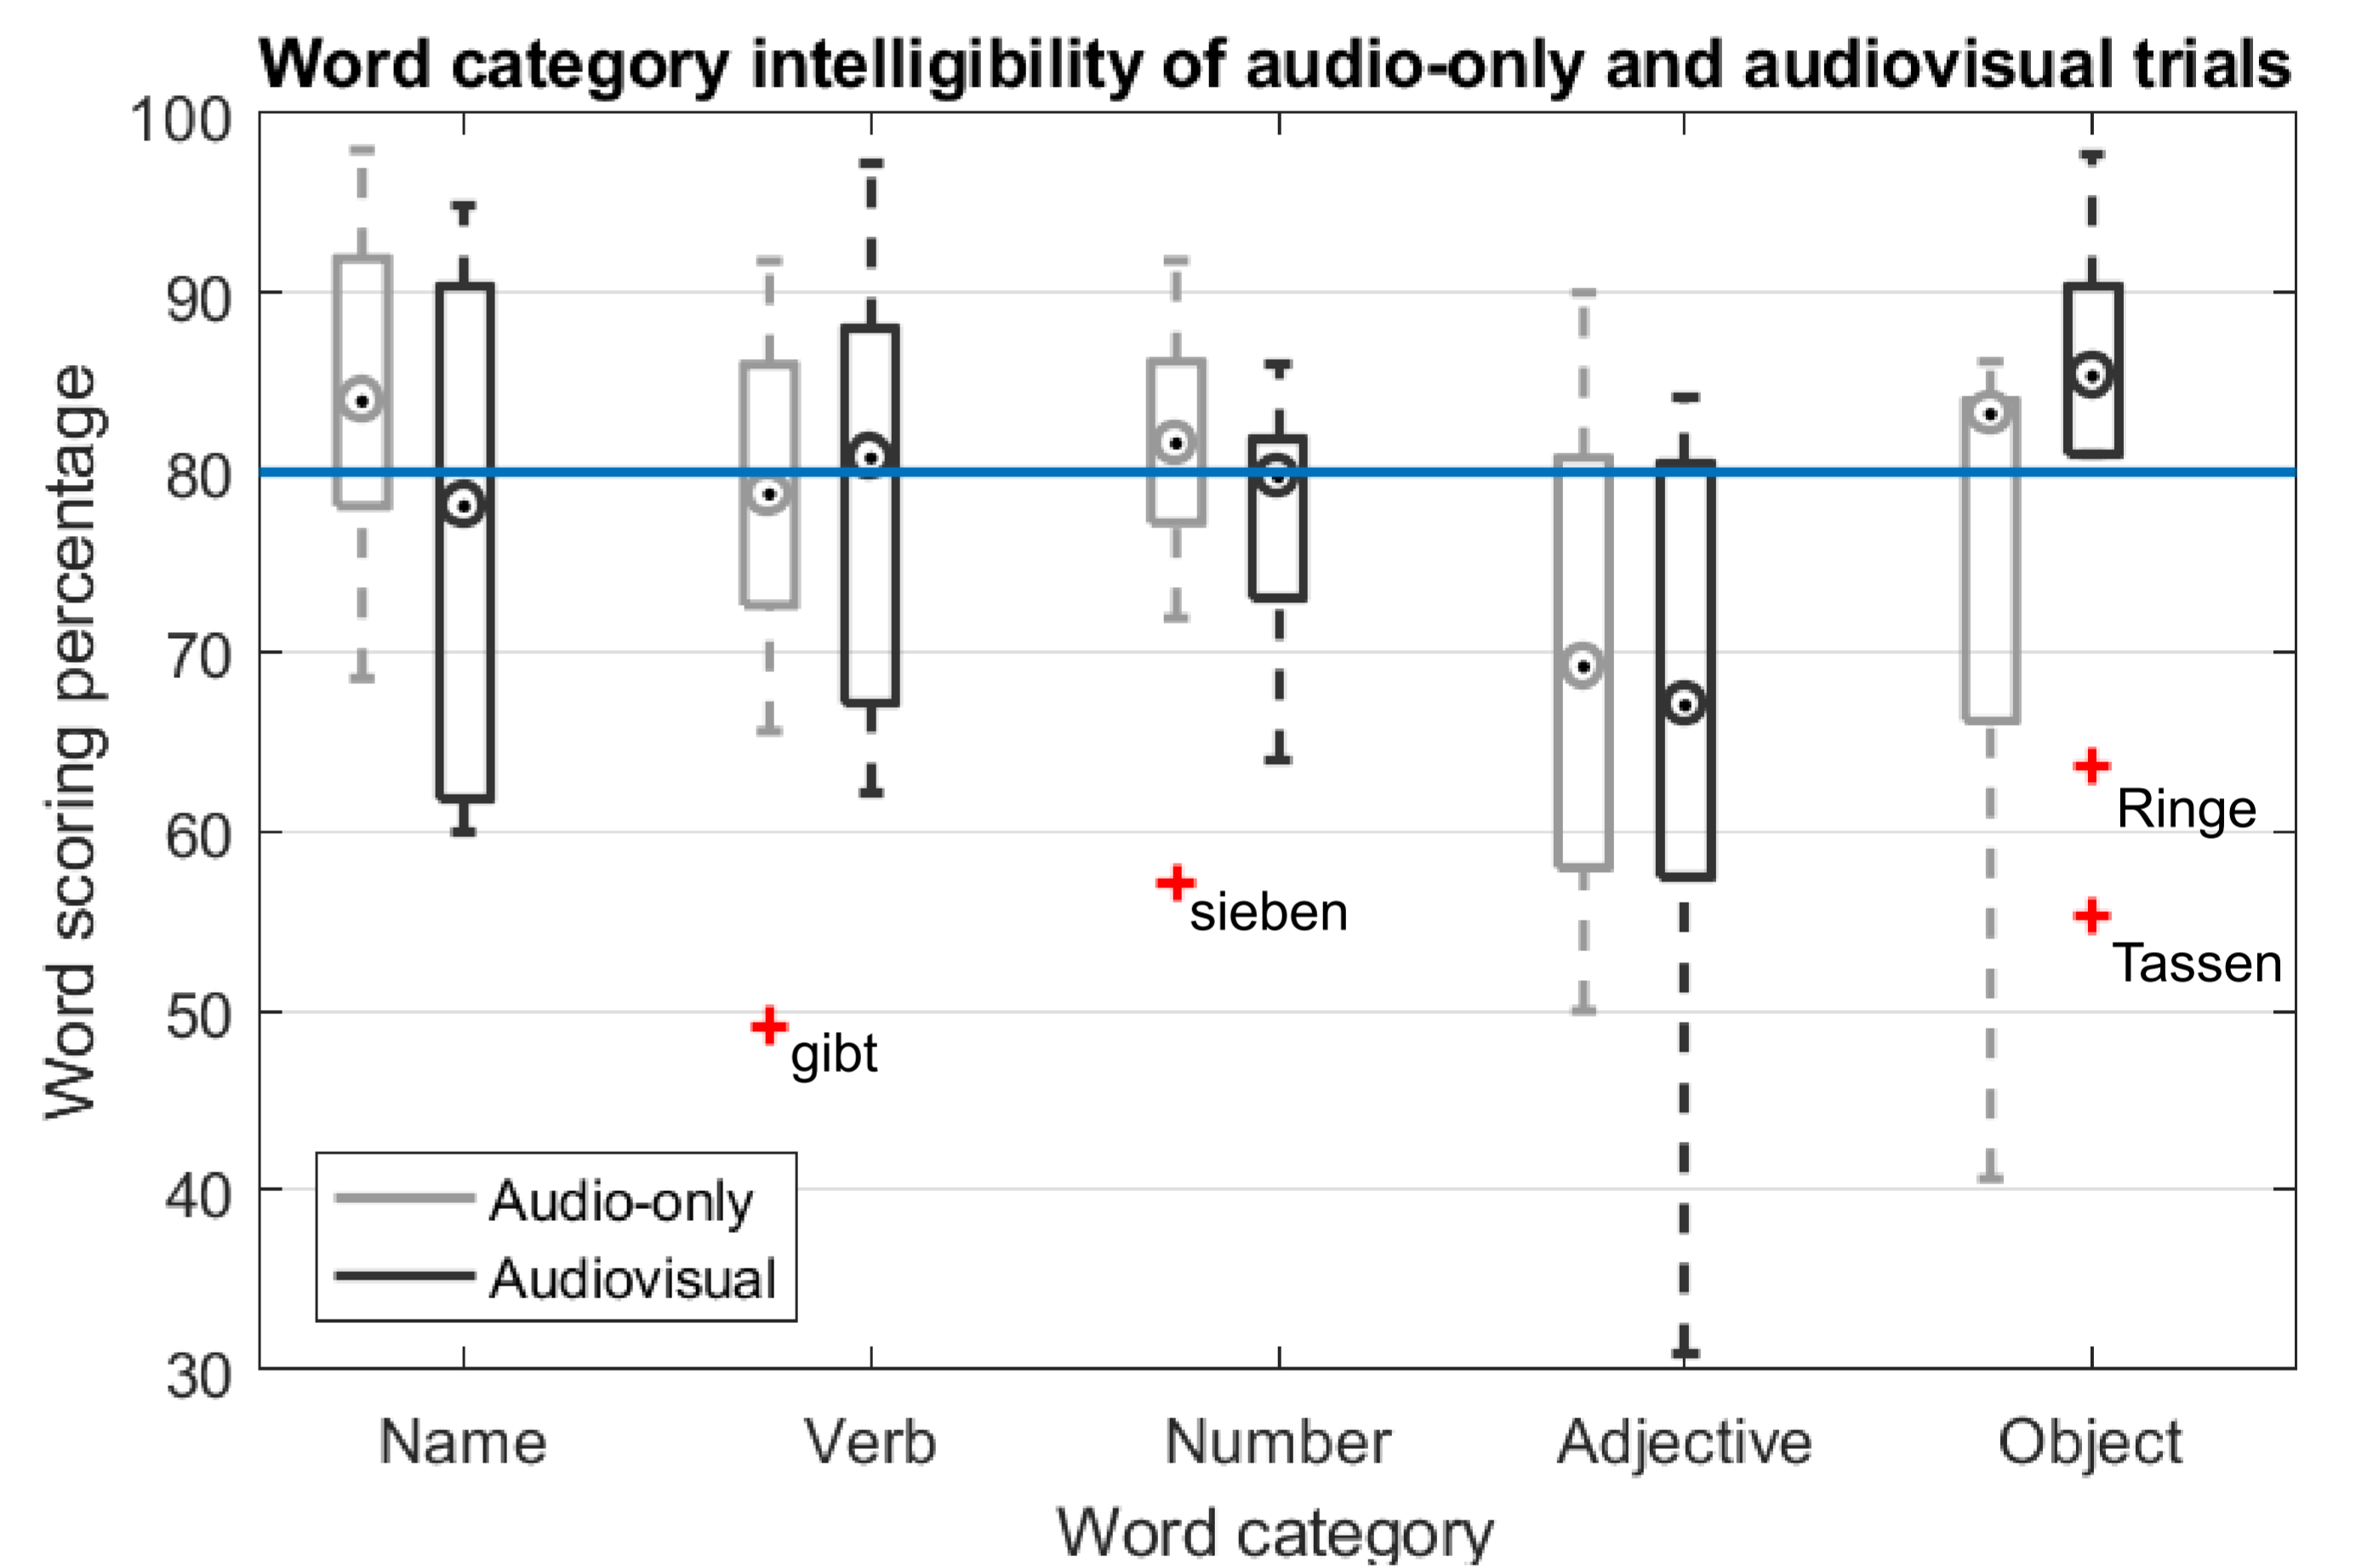 Word category intelligibility of audio-only and audiovisual trials
100
90
80
70
60
50
40
30
Word scoring percentage
Ringe
sieben
Tassen
gibt
Audio-only
Audiovisual
Name Verb Number Adjective Object
Word category